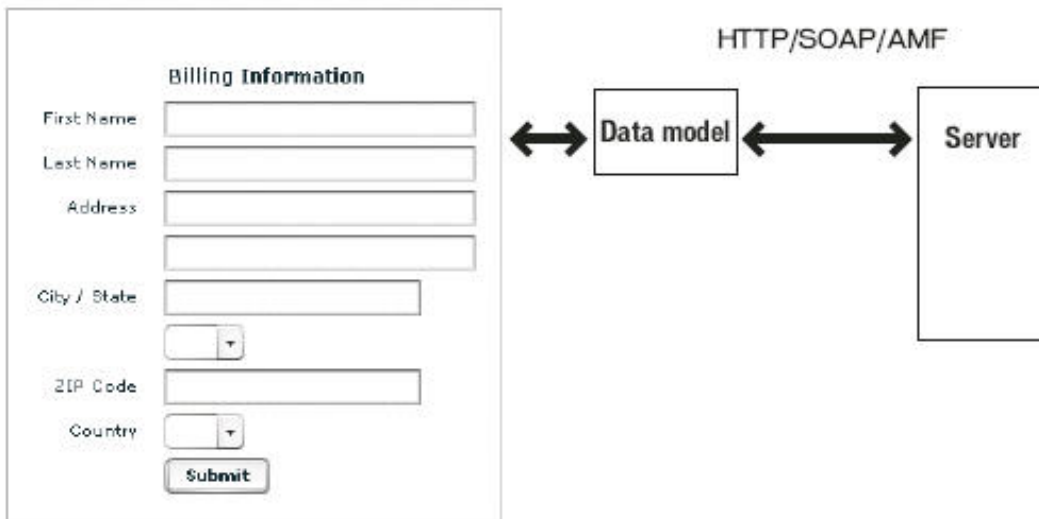 HTTP/SOAP/AMF
Billing Information
First Name
Last Name
Address
City / State
ZIP Code
Country
Submit
Data model
Server